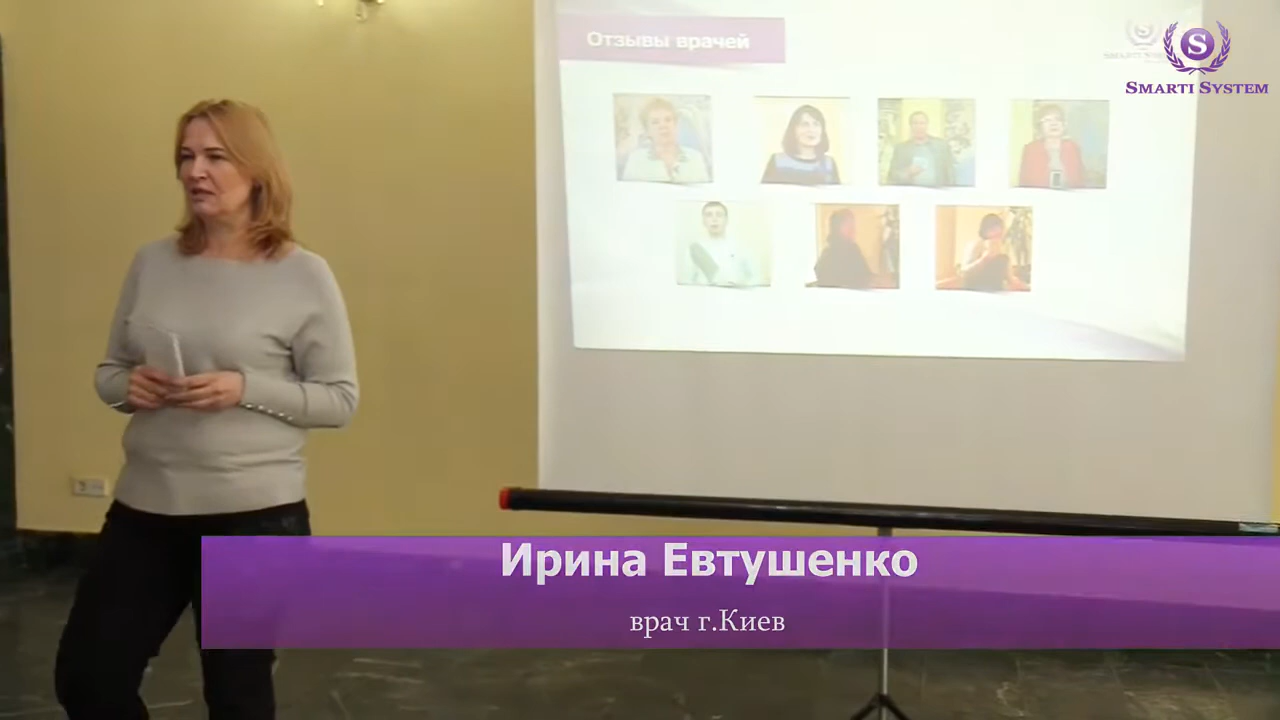 Отзывы врачей
S
SMARTI SYSTEM
Ирина Евтушенко
врач г.Киев